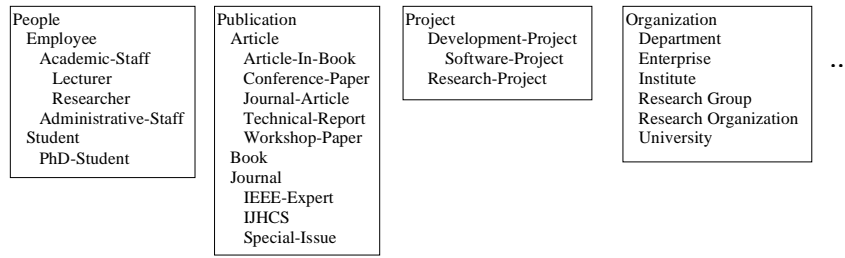 People
Employee
Academic-Staff
Lecturer
Researcher
Administrative-Staff
Student
PhD-Student
Publication
Article
Article-In-Book
Conference-Paper
Journal-Article
Technical-Report
Workshop-Paper
Book
Journal
IEEE-Expert
IJHCS
Special-Issue
Project
Development-Project
Software-Project
Research-Project
Organization
Department
Enterprise
Institute
Research Group
Research Organization
University
..